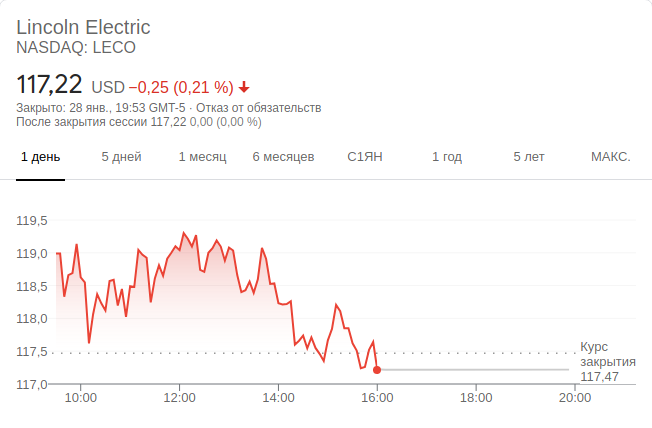 Lincoln Electric
NASDAQ: LECO
117,22 USD −0,25 (0,21 %)
Закрыто: 28 янв., 19:53 GMT-5 · Отказ от обязательств
После закрытия сессии 117,22 0,00 (0,00 %)
1 день 5 дней 1 месяц 6 месяцев С1ЯН 1 год 5 лет МАКС.
119,5
119,0
118,5
118,0
117,5
Курс
закрытия
117,47
117,0
10:00 12:00 14:00 16:00 18:00 20:00